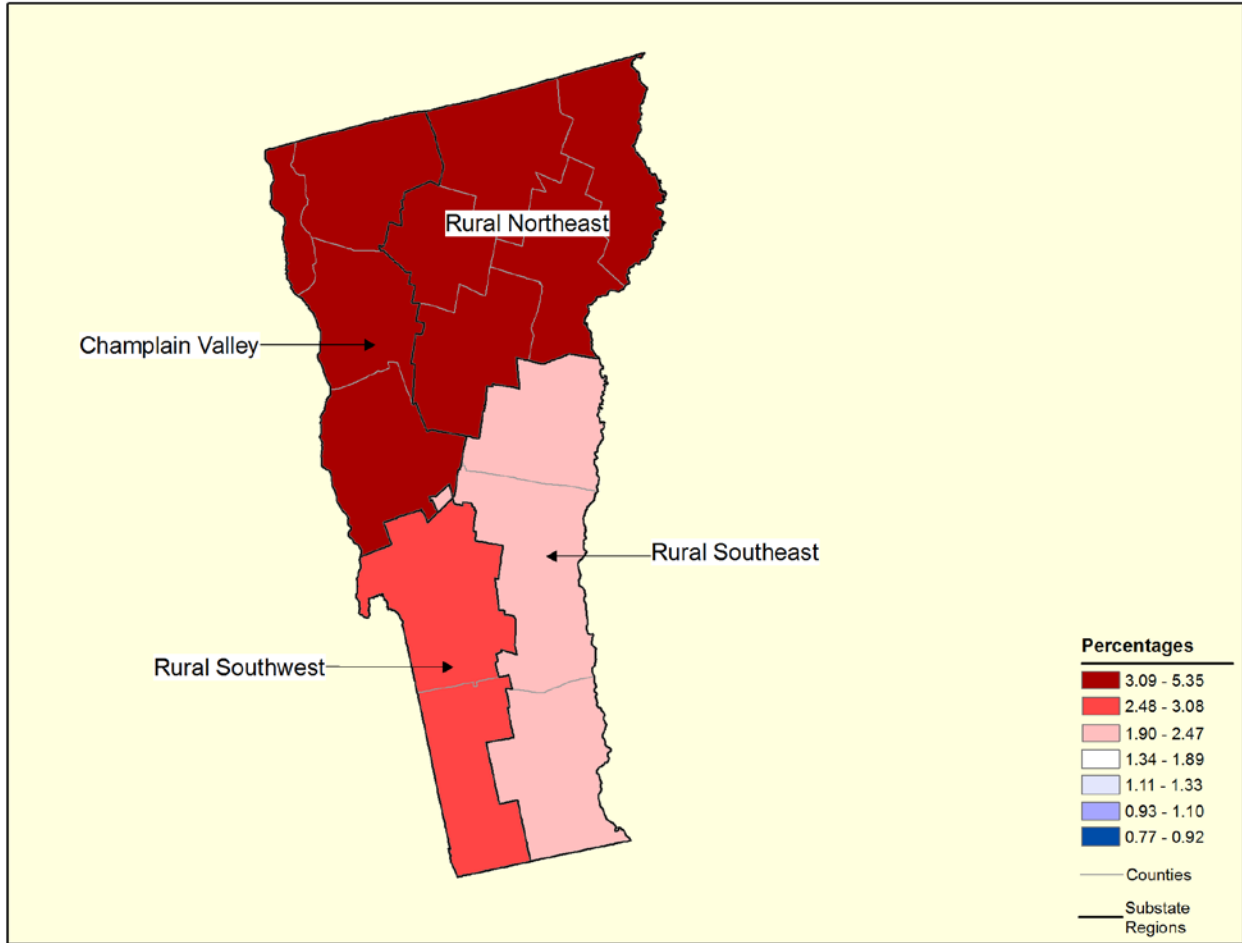 Rural Northeast
Champlain Valley
Rural Southeast
Rural Southwest
Percentages
3.09 - 5.35
2.48 - 3.08
1.90 - 2.47
1.34 - 1.89
1.11 - 1.33
0.93 - 1.10
0.77 - 0.92
Counties
Substate
Regions